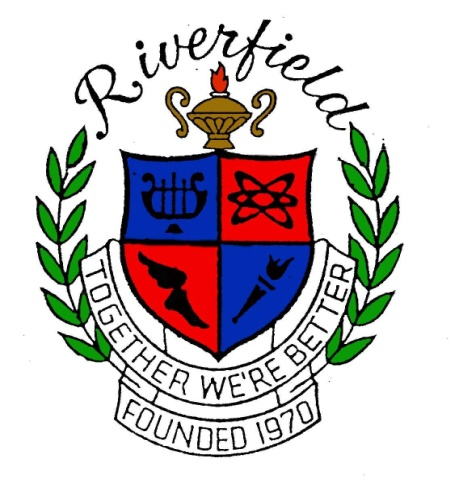 Riverfield
TOGETHER WE'RE BETTER
FOUNDED 1970